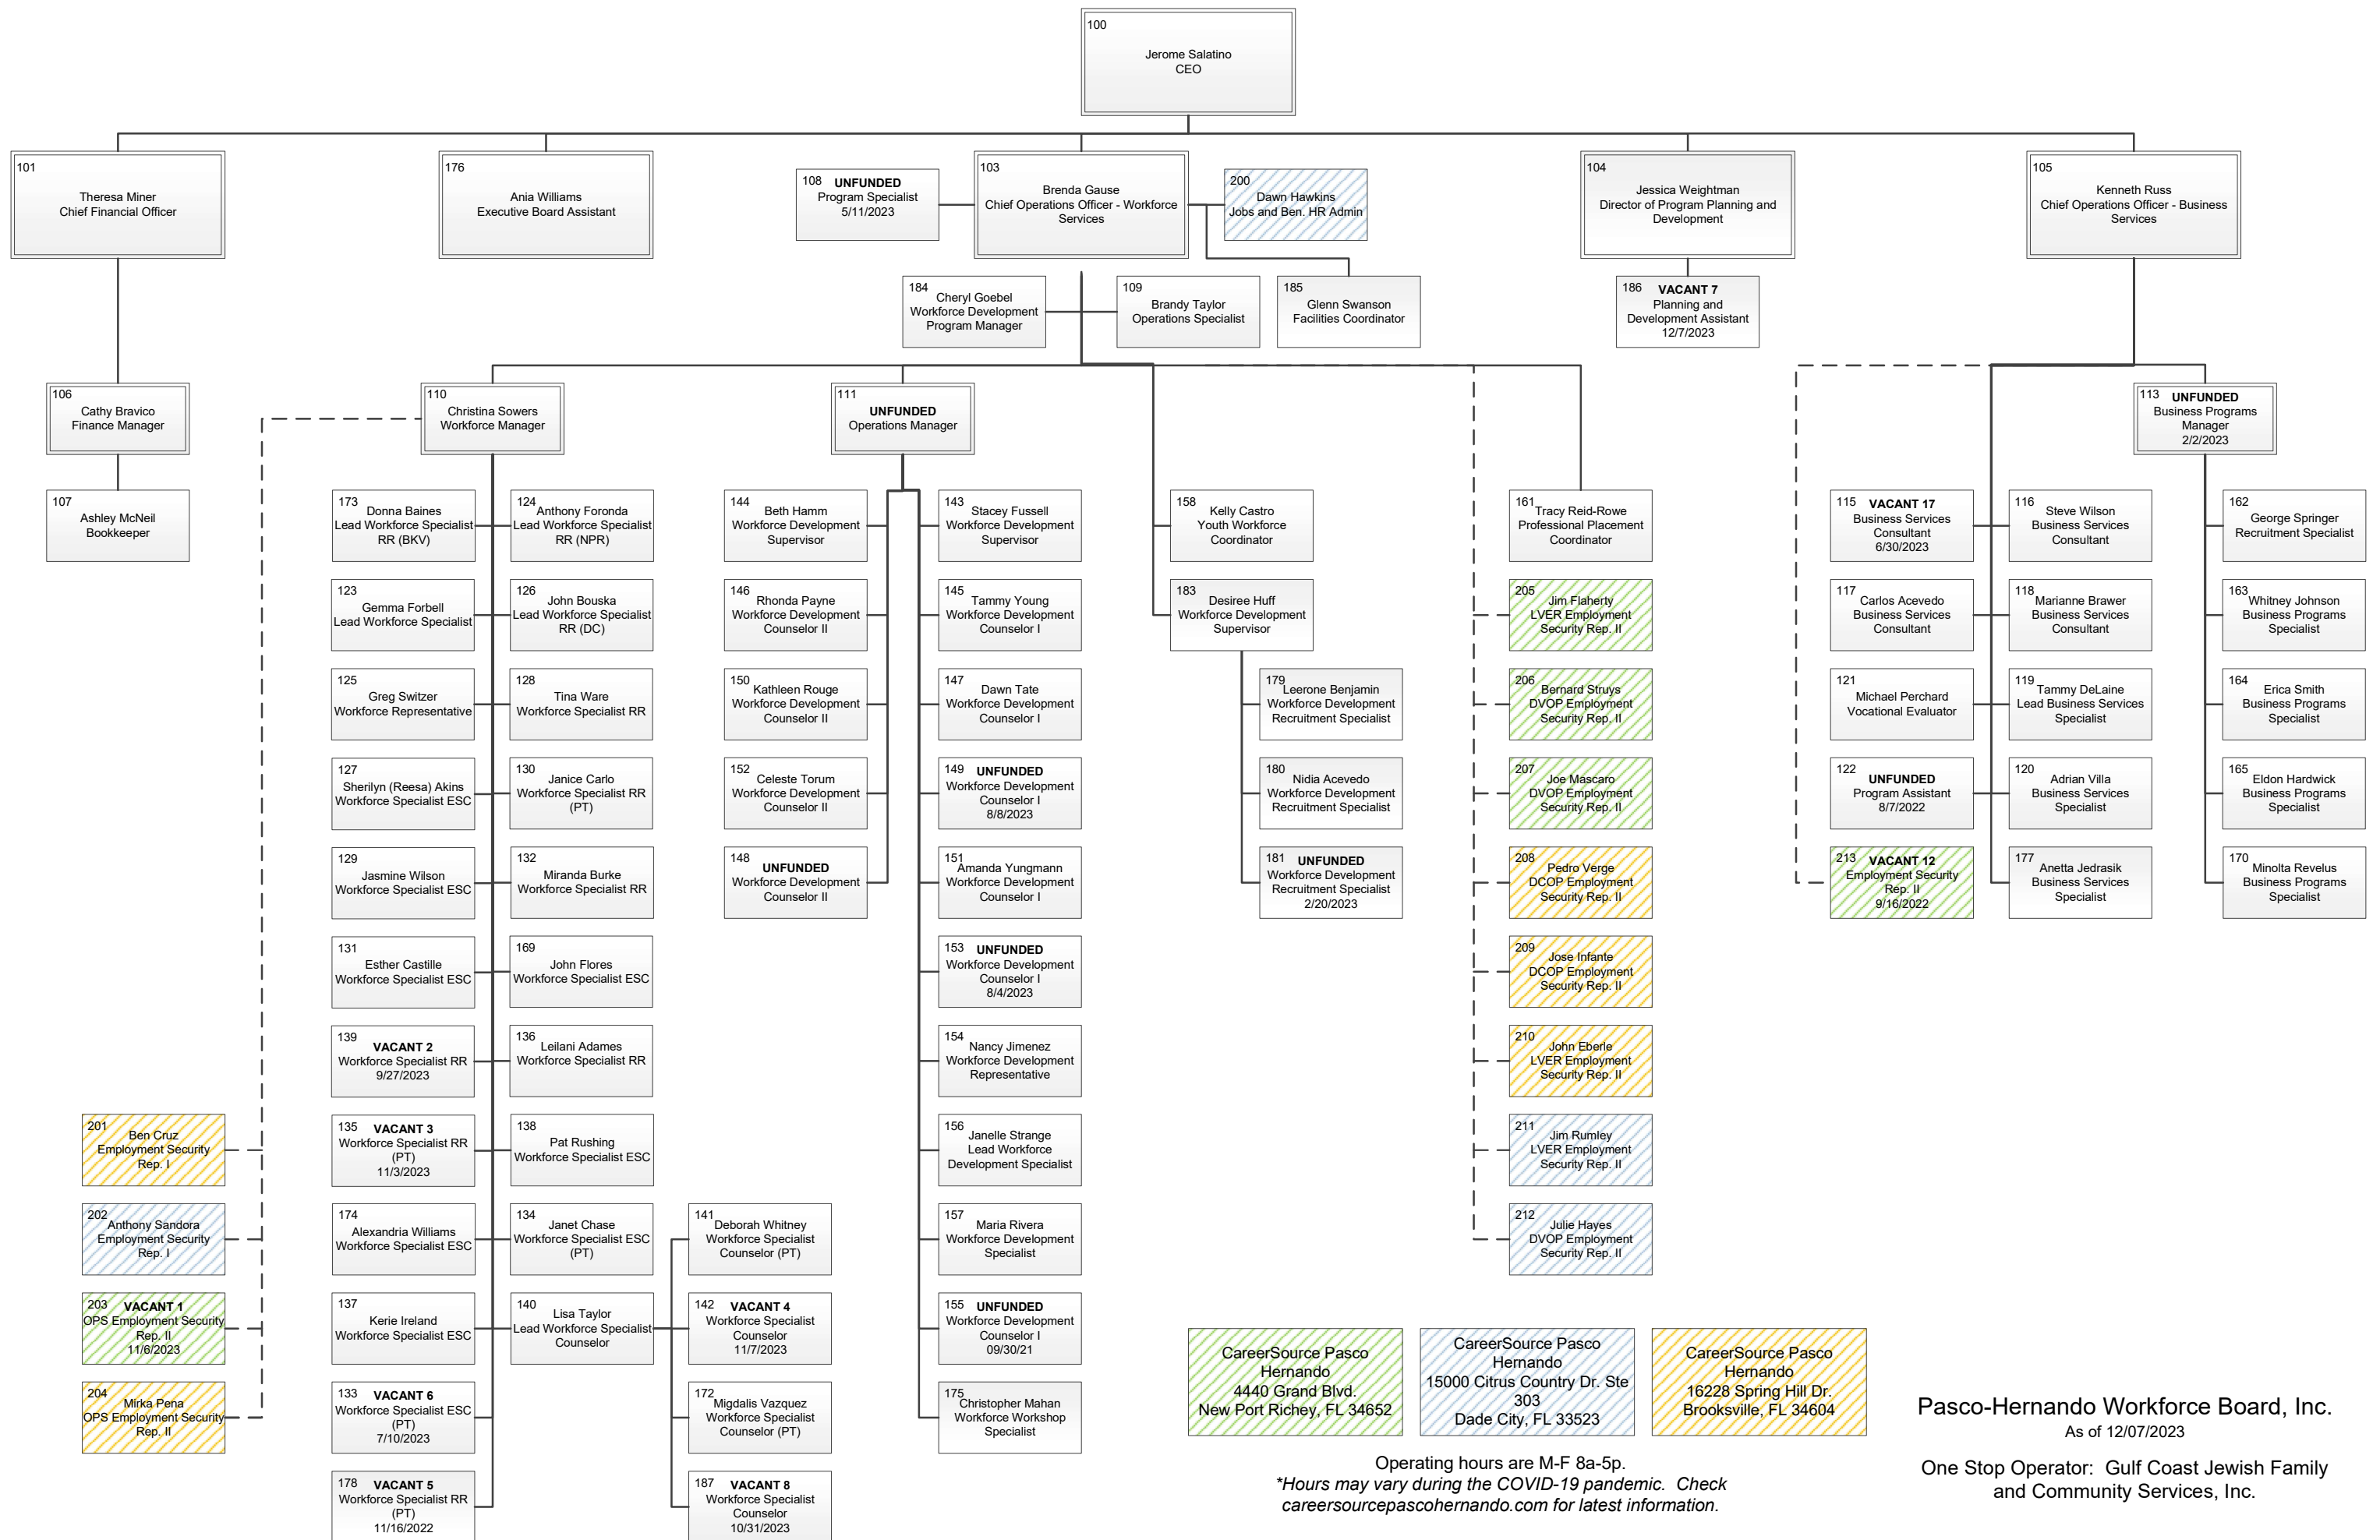 100
Jerome Salatino
CEO
101
Theresa Miner
Chief Financial Officer
176
Ania Williams
Executive Board Assistant
108 UNFUNDED
Program Specialist
5/11/2023
103
Brenda Gause
Chief Operations Officer - Workforce
Services
200
Dawn Hawkins
Jobs and Ben. HR Admin
104
Jessica Weightman
Director of Program Planning and
Development
105
Kenneth Russ
Chief Operations Officer - Business
Services
184
Cheryl Goebel
Workforce Development
Program Manager
109
Brandy Taylor
Operations Specialist
185
Glenn Swanson
Facilities Coordinator
186 VACANT 7
Planning and
Development Assistant
12/7/2023
106
Cathy Bravico
Finance Manager
107
Ashley McNeil
Bookkeeper
110
Christina Sowers
Workforce Manager
111
UNFUNDED
Operations Manager
113 UNFUNDED
Business Programs
Manager
2/2/2023
173
Donna Baines
Lead Workforce Specialist
RR (BKV)
124
Anthony Foronda
Lead Workforce Specialist
RR (NPR)
123
Gemma Forbell
Lead Workforce Specialist
126
John Bouska
Lead Workforce Specialist
RR (DC)
125
Greg Switzer
Workforce Representative
128
Tina Ware
Workforce Specialist RR
127
Sherilyn (Reesa) Akins
Workforce Specialist ESC
130
Janice Carlo
Workforce Specialist RR
(PT)
129
Jasmine Wilson
Workforce Specialist ESC
132
Miranda Burke
Workforce Specialist RR
131
Esther Castille
Workforce Specialist ESC
169
John Flores
Workforce Specialist ESC
139
VACANT 2
Workforce Specialist RR
9/27/2023
136
Leilani Adames
Workforce Specialist RR
135 VACANT 3
Workforce Specialist RR
(PT)
11/3/2023
138
Pat Rushing
Workforce Specialist ESC
174
Alexandria Williams
Workforce Specialist ESC
134
Janet Chase
Workforce Specialist ESC
(PT)
137
Kerie Ireland
Workforce Specialist ESC
140
Lisa Taylor
Lead Workforce Specialist
Counselor
133 VACANT 6
Workforce Specialist ESC
(PT)
7/10/2023
178 VACANT 5
Workforce Specialist RR
(PT)
11/16/2022
201
Ben Cruz
Employment Security
Rep. I
202
Anthony Sandora
Employment Security
Rep. I
203 VACANT 1
OPS Employment Security
Rep. II
11/6/2023
204
Mirka Pena
OPS Employment Security
Rep. II
141
Deborah Whitney
Workforce Specialist
Counselor (PT)
142 VACANT 4
Workforce Specialist
Counselor
11/7/2023
172
Migdalis Vazquez
Workforce Specialist
Counselor (PT)
187 VACANT 8
Workforce Specialist
Counselor
10/31/2023
144
Beth Hamm
Workforce Development
Supervisor
146
Rhonda Payne
Workforce Development
Counselor II
150
Kathleen Rouge
Workforce Development
Counselor II
152
Celeste Torum
Workforce Development
Counselor II
148
UNFUNDED
Workforce Development
Counselor II
143
Stacey Fussell
Workforce Development
Supervisor
145
Tammy Young
Workforce Development
Counselor I
147
Dawn Tate
Workforce Development
Counselor I
149 UNFUNDED
Workforce Development
Counselor I
8/8/2023
151
Amanda Yungmann
Workforce Development
Counselor I
153 UNFUNDED
Workforce Development
Counselor I
8/4/2023
154
Nancy Jimenez
Workforce Development
Representative
156
Janelle Strange
Lead Workforce
Development Specialist
157
Maria Rivera
Workforce Development
Specialist
155 UNFUNDED
Workforce Development
Counselor I
09/30/21
175
Christopher Mahan
Workforce Workshop
Specialist
158
Kelly Castro
Youth Workforce
Coordinator
183
Desiree Huff
Workforce Development
Supervisor
179
Leerone Benjamin
Workforce Development
Recruitment Specialist
180
Nidia Acevedo
Workforce Development
Recruitment Specialist
181 UNFUNDED
Workforce Development
Recruitment Specialist
2/20/2023
161
Tracy Reid-Rowe
Professional Placement
Coordinator
205
Jim Flaherty
LVER Employment
Security Rep. II
206
Bernard Struys
DVOP Employment
Security Rep. II
207
Joe Mascaro
DVOP Employment
Security Rep. II
208
Pedro Verge
DCOP Employment
Security Rep. II
209
Jose Infante
DCOP Employment
Security Rep. II
210
John Eberle
LVER Employment
Security Rep. II
211
Jim Rumley
LVER Employment
Security Rep. II
212
Julie Hayes
DVOP Employment
Security Rep. II
115 VACANT 17
Business Services
Consultant
6/30/2023
116
Steve Wilson
Business Services
Consultant
117
Carlos Acevedo
Business Services
Consultant
118
Marianne Brawer
Business Services
Consultant
121
Michael Perchard
Vocational Evaluator
119
Tammy DeLaine
Lead Business Services
Specialist
122
UNFUNDED
Program Assistant
8/7/2022
120
Adrian Villa
Business Services
Specialist
213 VACANT 12
Employment Security
Rep. II
9/16/2022
177
Anetta Jedrasik
Business Services
Specialist
162
George Springer
Recruitment Specialist
163
Whitney Johnson
Business Programs
Specialist
164
Erica Smith
Business Programs
Specialist
165
Eldon Hardwick
Business Programs
Specialist
170
Minolta Revelus
Business Programs
Specialist
CareerSource Pasco
Hernando
4440 Grand Blvd.
New Port Richey, FL 34652
CareerSource Pasco
Hernando
15000 Citrus Country Dr. Ste
303
Dade City, FL 33523
CareerSource Pasco
Hernando
16228 Spring Hill Dr.
Brooksville, FL 34604
Operating hours are M-F 8a-5p.
*Hours may vary during the COVID-19 pandemic. Check
careersourcepascohernando.com for latest information.
Pasco-Hernando Workforce Board, Inc.
As of 12/07/2023
One Stop Operator: Gulf Coast Jewish Family
and Community Services, Inc.